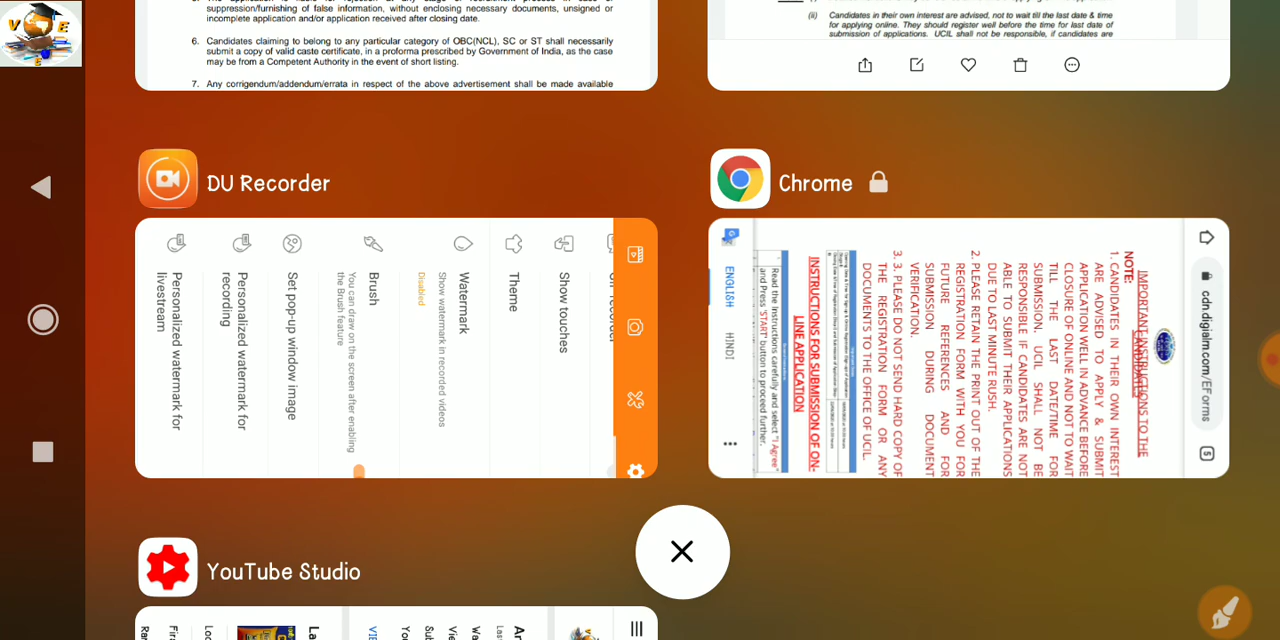 V E
E
suppression/furnishing of false information, without enclosing necessary documents, unsigned or
incomplete application and/or application received after closing date.
6. Candidates claiming to belong to any particular category of OBC(NCL), SC or ST shall necessarily
submit a copy of valid caste certificate, in a proforma prescribed by Government of India, as the case
may be from a Competent Authority in the event of short listing.
7. Any corrigendum/addendum/errata in respect of the above advertisement shall be made available
(ii) Candidates in their own interest are advised, not to wait till the last date & time
for applying online. They should register well before the time for last date of
submission of applications. UCIL shall not be responsible, if candidates are
DU Recorder
Show touches
Theme
Watermark
Show watermark in recorded videos
Disabled
Brush
You can draw on the screen after enabling
the Brush feature
Set pop-up window image
Personalized watermark for
recording
Personalized watermark for
livestream
Chrome
cdn.digialm.com/EForms
5
IMPORTANT INSTRUCTIONS TO THE
CANDIDATES
NOTE:
1. CANDIDATES IN THEIR OWN INTEREST
ARE ADVISED TO APPLY & SUBMIT
APPLICATION WELL IN ADVANCE BEFORE
CLOSURE OF ONLINE AND NOT TO WAIT
TILL THE LAST DATE/TIME FOR
SUBMISSION. UCIL SHALL NOT BE
RESPONSIBLE IF CANDIDATES ARE NOT
ABLE TO SUBMIT THEIR APPLICATIONS
DUE TO LAST MINUTE RUSH.
2. PLEASE RETAIN THE PRINT OUT OF THE
REGISTRATION FORM WITH YOU FOR
FUTURE REFERENCES AND FOR
SUBMISSION DURING DOCUMENT
VERIFICATION.
3. 3. PLEASE DO NOT SEND HARD COPY OF
THE REGISTRATION FORM OR ANY
DOCUMENTS TO THE OFFICE OF UCIL.
INSTRUCTIONS FOR SUBMISSION OF ON-
LINE APPLICATION
Read the Instructions carefully and select "I Agree"
and Press 'START' button to proceed further.
ENGLISH HINDI
YouTube Studio